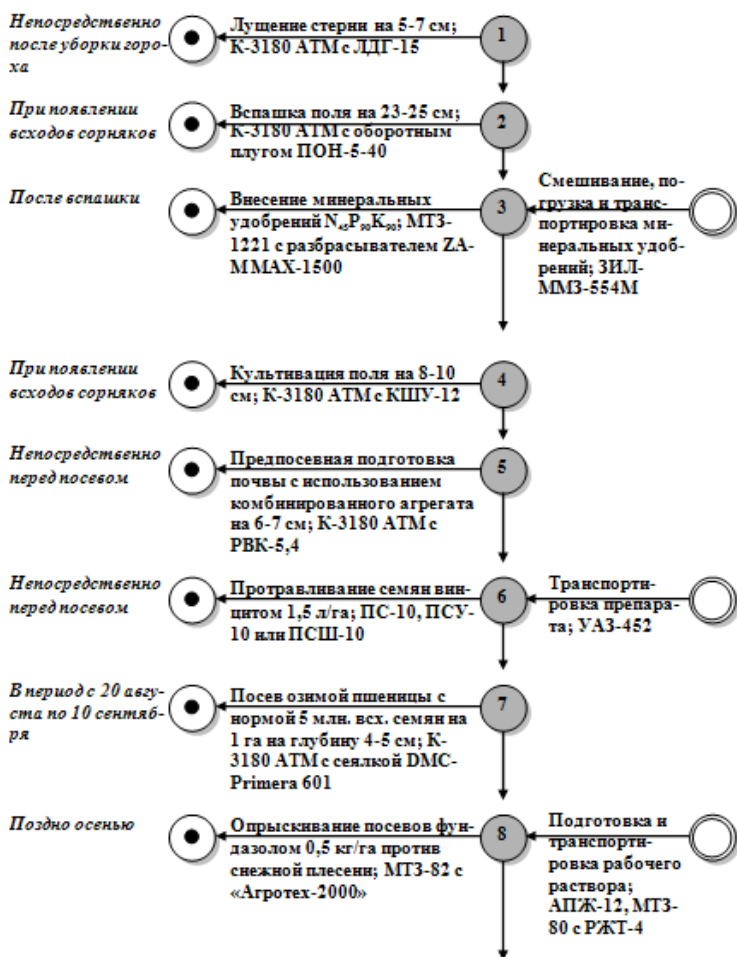 Непосредственно
после уборки горо-
ха
Лущение стерни на 5-7 см;
К-3180 АТМ с ЛДГ-15
1
При появлении
всходов сорняков
Вспашка поля на 23-25 см;
К-3180 АТМ с оборотным
плугом ПОН-5-40
2
После вспашки
Внесение минеральных
удобрений N₄₅P₉₀K₉₀; МТЗ-
1221 с разбрасывателем ZA-
M MAX-1500
3
Смешивание, по-
грузка и транс-
портировка ми-
неральных удоб-
рений; ЗИЛ-
ММЗ-554М
При появлении
всходов сорняков
Культивация поля на 8-10
см; К-3180 АТМ с КШУ-12
4
Непосредственно
перед посевом
Предпосевная подготовка
почвы с использованием
комбинированного агрегата
на 6-7 см; К-3180 АТМ с
РВК-5,4
5
Непосредственно
перед посевом
Протравливание семян вин-
цитом 1,5 л/га; ПС-10, ПСУ-
10 или ПСШ-10
6
Транспорти-
ровка препара-
та; УАЗ-452
В период с 20 авгу-
ста по 10 сентяб-
ря
Посев озимой пшеницы с
нормой 5 млн. всх. семян на
1 га на глубину 4-5 см; К-
3180 АТМ с сеялкой DMC-
Primera 601
7
Поздно осенью
Опрыскивание посевов фун-
дазолом 0,5 кг/га против
снежной плесени; МТЗ-82 с
«Агротех-2000»
8
Подготовка и
транспорти-
ровка рабочего
раствора;
АПЖ-12, МТЗ-
80 с РЖТ-4